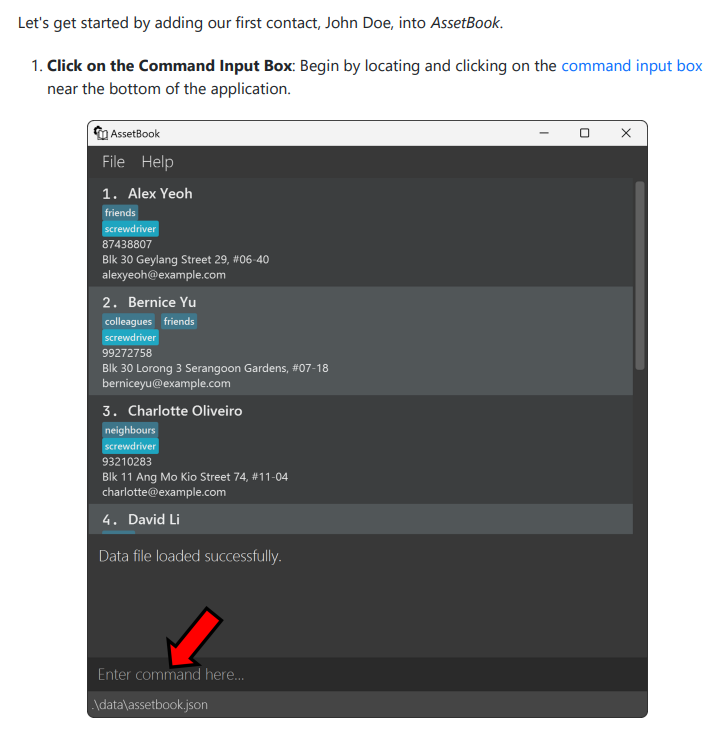 Let's get started by adding our first contact, John Doe, into AssetBook.
1. Click on the Command Input Box: Begin by locating and clicking on the command input box
near the bottom of the application.
AssetBook
File Help
1. Alex Yeoh
friends
screwdriver
87438807
Blk 30 Geylang Street 29, #06-40
alexyeoh@example.com
2. Bernice Yu
colleagues friends
screwdriver
99272758
Blk 30 Lorong 3 Serangoon Gardens, #07-18
berniceyu@example.com
3. Charlotte Oliveiro
neighbours
screwdriver
93210283
Blk 11 Ang Mo Kio Street 74, #11-04
charlotte@example.com
4. David Li
Data file loaded successfully.
Enter command here...
.\data\assetbook.json